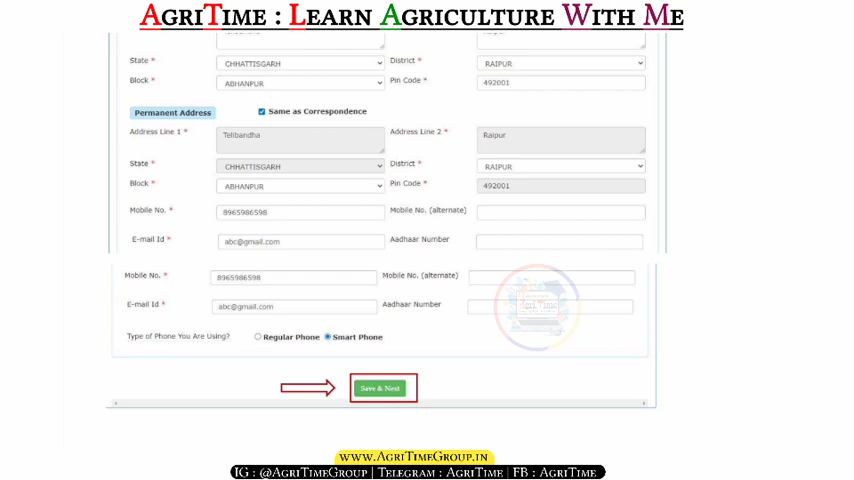 AgriTime : Learn Agriculture With Me
Telibandha Raipur
State * CHHATTISGARH District * RAIPUR
Block * ABHANPUR Pin Code * 492001
Permanent Address Same as Correspondence
Address Line 1 * Telibandha Address Line 2 * Raipur
State * CHHATTISGARH District * RAIPUR
Block * ABHANPUR Pin Code * 492001
Mobile No. * 8965986598 Mobile No. (alternate)
E-mail Id * abc@gmail.com Aadhaar Number
Mobile No. * 8965986598 Mobile No. (alternate)
E-mail Id * abc@gmail.com Aadhaar Number
Agri Time
Type of Phone You Are Using? Regular Phone Smart Phone
Save & Next
www.AgriTimeGroup.in
IG : @AgriTimeGroup | Telegram : AgriTime | FB : AgriTime